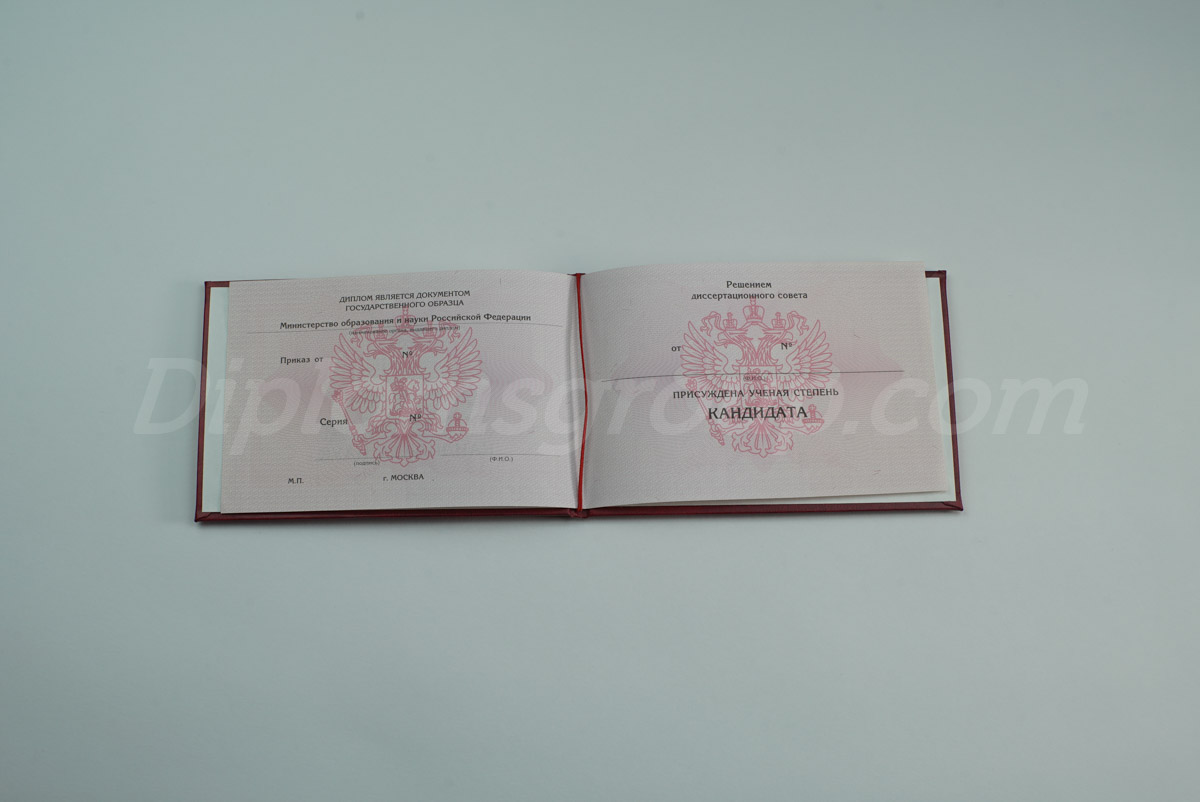 ДИПЛОМ ЯВЛЯЕТСЯ ДОКУМЕНТОМ
ГОСУДАРСТВЕННОГО ОБРАЗЦА
Министерство образования и науки Российской Федерации
Приказ от №
Серия №
(подпись) (Ф.И.О.)
М.П. г. МОСКВА
Решением
диссертационного совета
от №
(Ф.И.О.)
ПРИСУЖДЕНА УЧЕНАЯ СТЕПЕНЬ
КАНДИДАТА